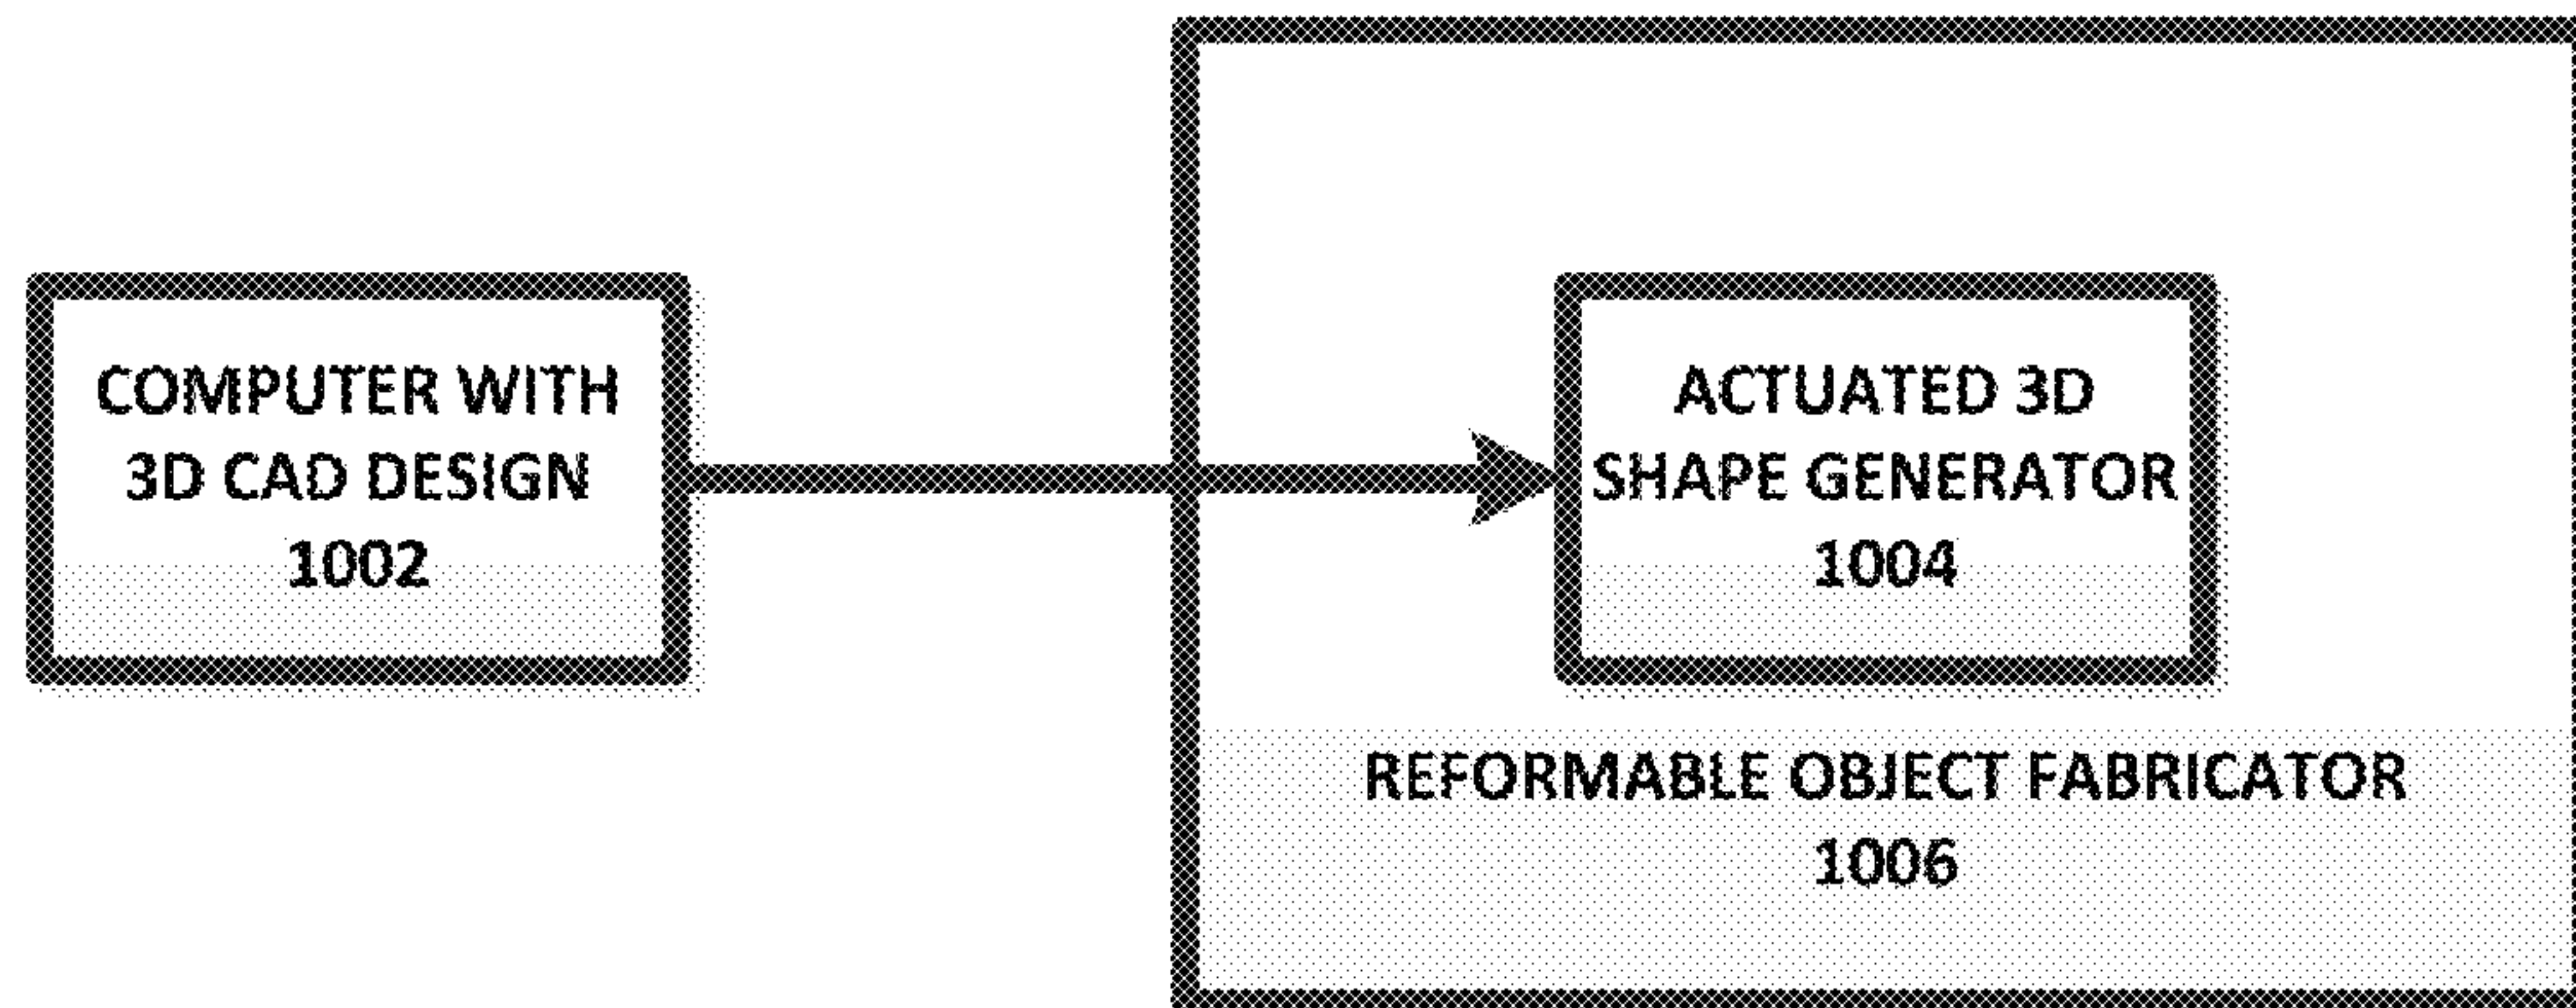 COMPUTER WITH
3D CAD DESIGN
1002
ACTUATED 3D
SHAPE GENERATOR
1004
REFORMABLE OBJECT FABRICATOR
1006